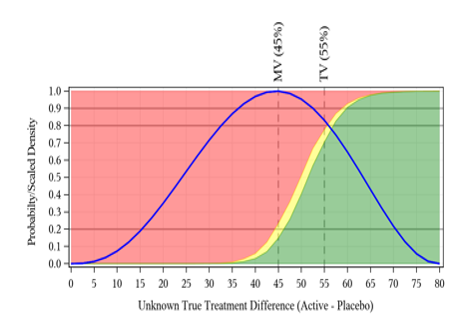 MV (45%)
TV (55%)
Probabilty/Scaled Density
1.0
0.9
0.8
0.7
0.6
0.5
0.4
0.3
0.2
0.1
0.0
0 5 10 15 20 25 30 35 40 45 50 55 60 65 70 75 80
Unknown True Treatment Difference (Active - Placebo)